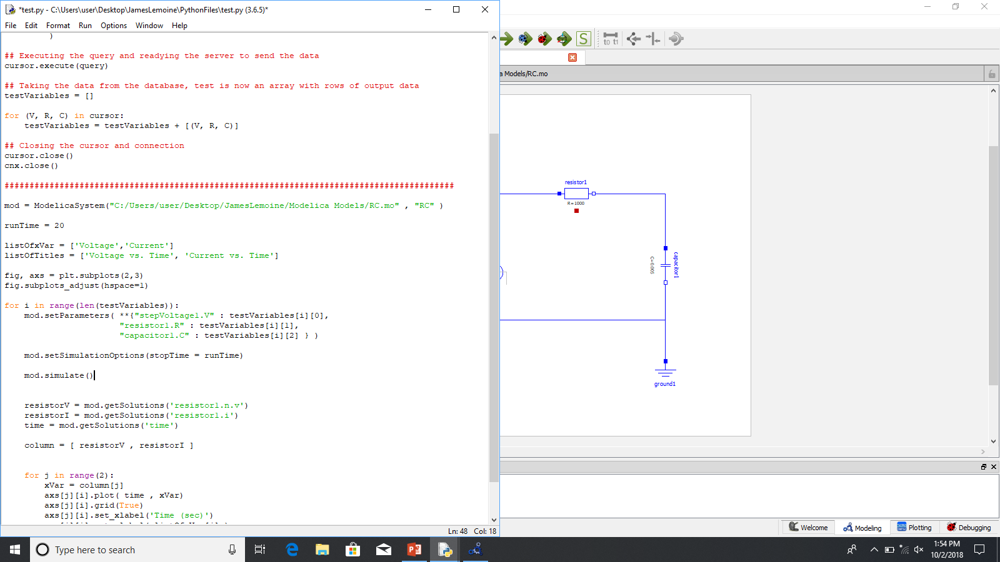 *test.py - C:\Users\user\Desktop\JamesLemoine\PythonFiles\test.py (3.6.5)*
File Edit Format Run Options Window Help
)
## Executing the query and readying the server to send the data
cursor.execute(query)
## Taking the data from the database, test is now an array with rows of output data
testVariables = []
for (V, R, C) in cursor:
    testVariables = testVariables + [(V, R, C)]
## Closing the cursor and connection
cursor.close()
cnx.close()
##########################################################################################
mod = ModelicaSystem("C:/Users/user/Desktop/JamesLemoine/Modelica Models/RC.mo" , "RC" )
runTime = 20
listOfxVar = ['Voltage','Current']
listOfTitles = ['Voltage vs. Time', 'Current vs. Time']
fig, axs = plt.subplots(2,3)
fig.subplots_adjust(hspace=1)
for i in range(len(testVariables)):
    mod.setParameters( **{"stepVoltage1.V" : testVariables[i][0],
                       "resistor1.R" : testVariables[i][1],
                       "capacitor1.C" : testVariables[i][2] } )
    mod.setSimulationOptions(stopTime = runTime)
    mod.simulate()
    resistorV = mod.getSolutions('resistor1.n.v')
    resistorI = mod.getSolutions('resistor1.i')
    time = mod.getSolutions('time')
    column = [ resistorV , resistorI ]
    for j in range(2):
        xVar = column[j]
        axs[j][i].plot( time , xVar)
        axs[j][i].grid(True)
        axs[j][i].set_xlabel('Time (sec)')
Ln: 48 Col: 18
S
t0 t1
a Models/RC.mo
resistor1
R=1000
C=0.005
capacitor1
ground1
Welcome
Modeling
Plotting
Debugging
Type here to search
1:54 PM
10/2/2018